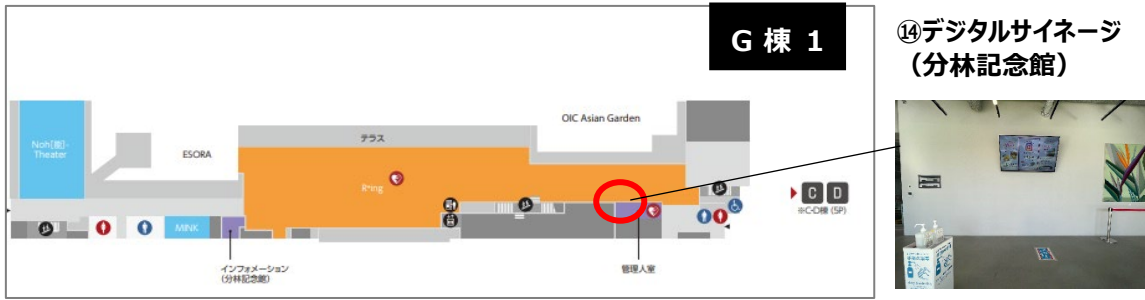 G 棟 1
⑭デジタルサイネージ
（分林記念館）
Noh[能]-
Theater
ESORA
テラス
OIC Asian Garden
R-ing
MINK
C D
※C-D棟 (5P)
インフォメーション
(分林記念館)
管理人室